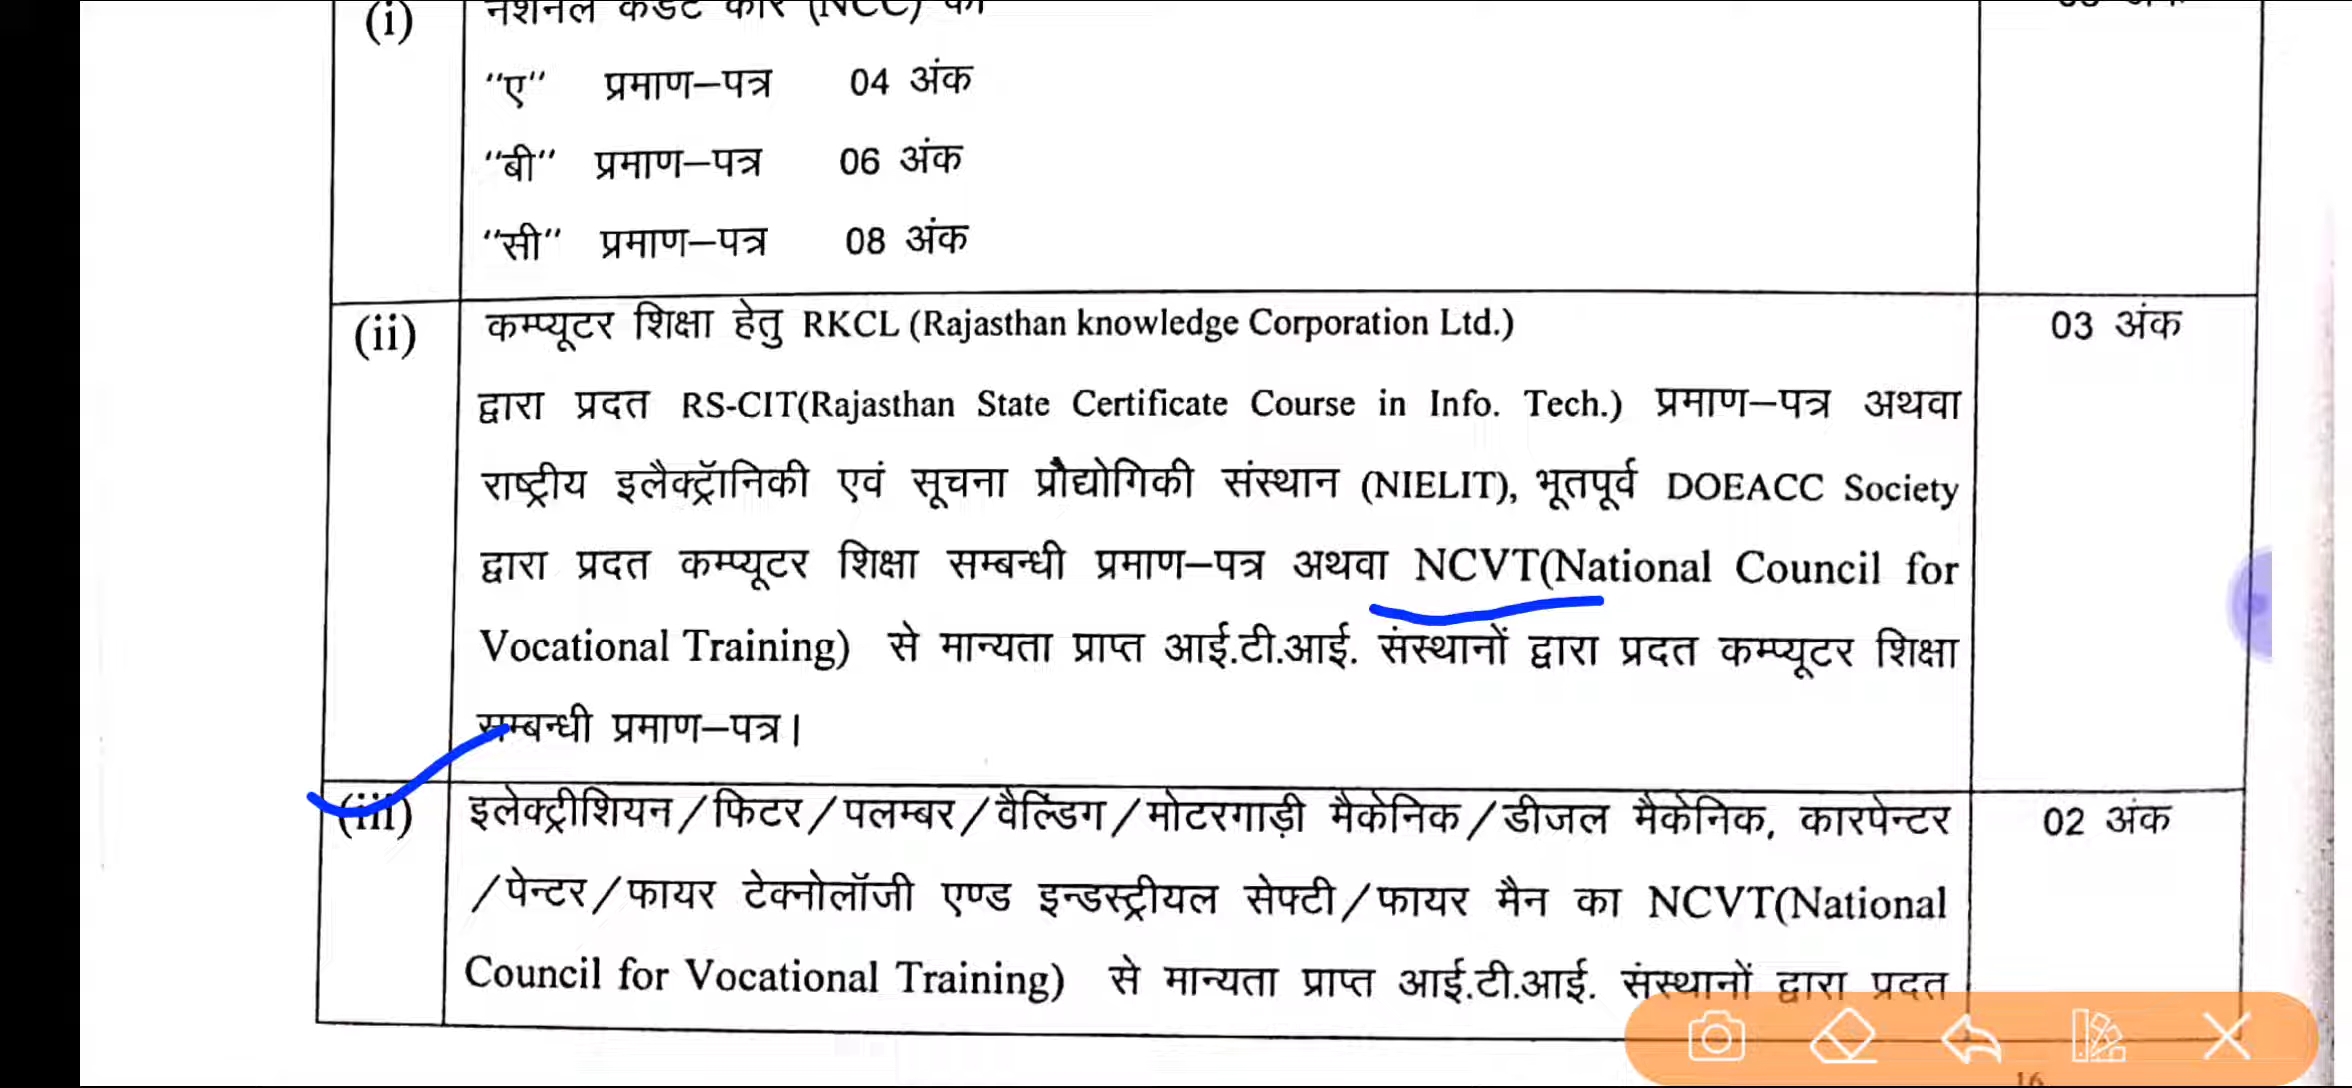 (i) नेशनल कैडेट कोर (NCC) का
"ए" प्रमाण–पत्र 04 अंक
"बी" प्रमाण–पत्र 06 अंक
"सी" प्रमाण–पत्र 08 अंक
(ii) कम्प्यूटर शिक्षा हेतु RKCL (Rajasthan knowledge Corporation Ltd.) 03 अंक
द्वारा प्रदत RS-CIT(Rajasthan State Certificate Course in Info. Tech.) प्रमाण–पत्र अथवा
राष्ट्रीय इलैक्ट्रॉनिकी एवं सूचना प्रौद्योगिकी संस्थान (NIELIT), भूतपूर्व DOEACC Society
द्वारा प्रदत कम्प्यूटर शिक्षा सम्बन्धी प्रमाण–पत्र अथवा NCVT(National Council for
Vocational Training) से मान्यता प्राप्त आई.टी.आई. संस्थानों द्वारा प्रदत कम्प्यूटर शिक्षा
सम्बन्धी प्रमाण–पत्र।
(iii) इलेक्ट्रीशियन/फिटर/पलम्बर/वैल्डिंग/मोटरगाड़ी मैकेनिक/डीजल मैकेनिक, कारपेन्टर 02 अंक
/पेन्टर/फायर टेक्नोलॉजी एण्ड इन्डस्ट्रीयल सेफ्टी/फायर मैन का NCVT(National
Council for Vocational Training) से मान्यता प्राप्त आई.टी.आई. संस्थानों द्वारा प्रदत
16